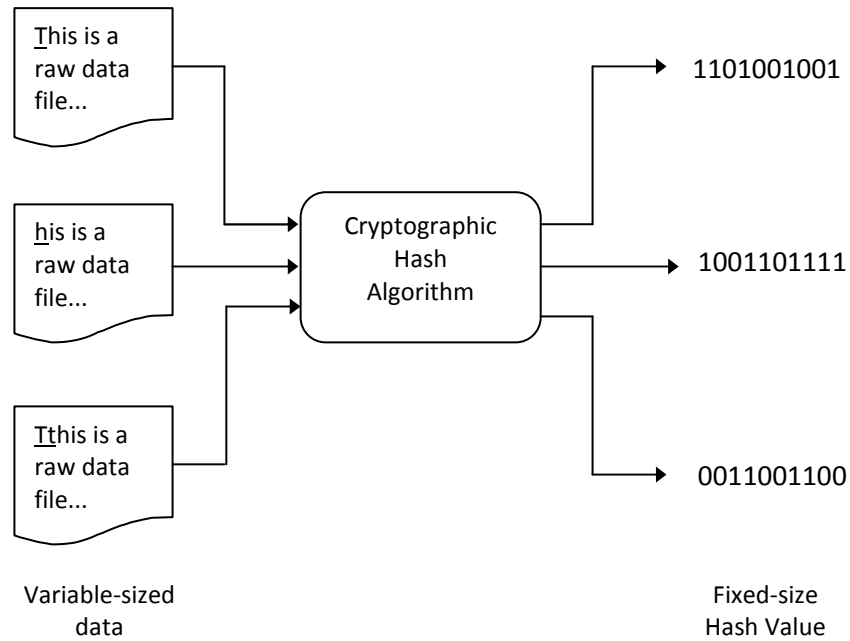 This is a
raw data
file...
1101001001
his is a
raw data
file...
Cryptographic
Hash
Algorithm
1001101111
Tthis is a
raw data
file...
0011001100
Variable-sized
data
Fixed-size
Hash Value